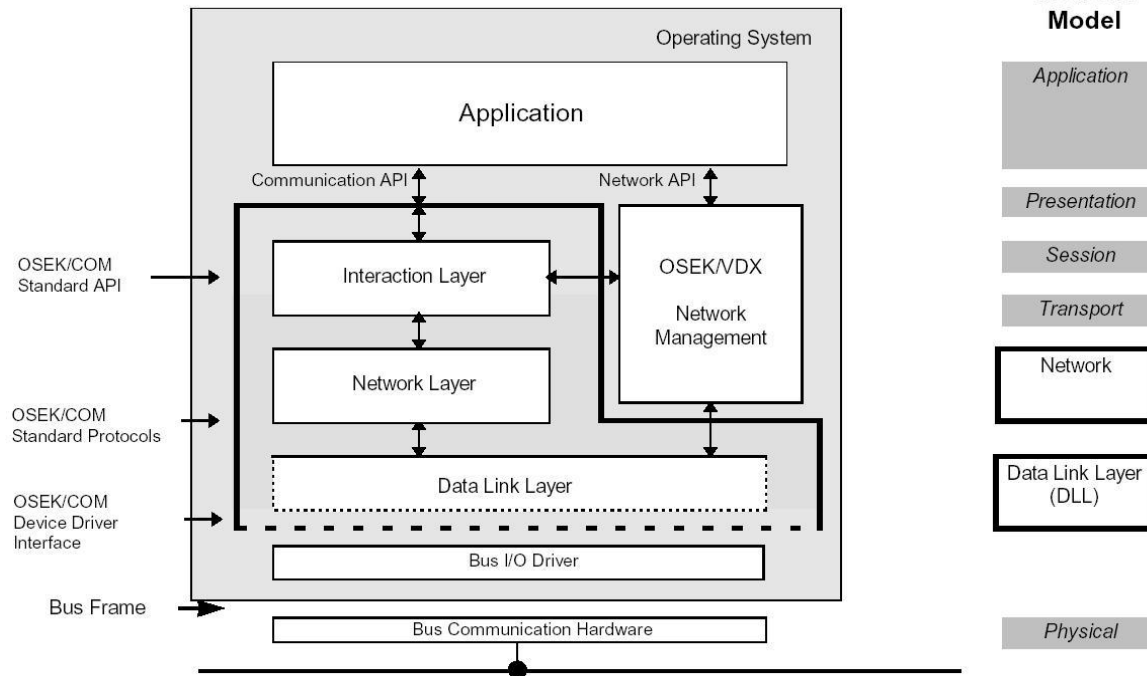 Model
Operating System
Application
Application
Communication API
Network API
Presentation
OSEK/COM
Standard API
Interaction Layer
OSEK/VDX
Network
Management
Session
Transport
Network Layer
Network
OSEK/COM
Standard Protocols
Data Link Layer
Data Link Layer
(DLL)
OSEK/COM
Device Driver
Interface
Bus I/O Driver
Bus Frame
Bus Communication Hardware
Physical